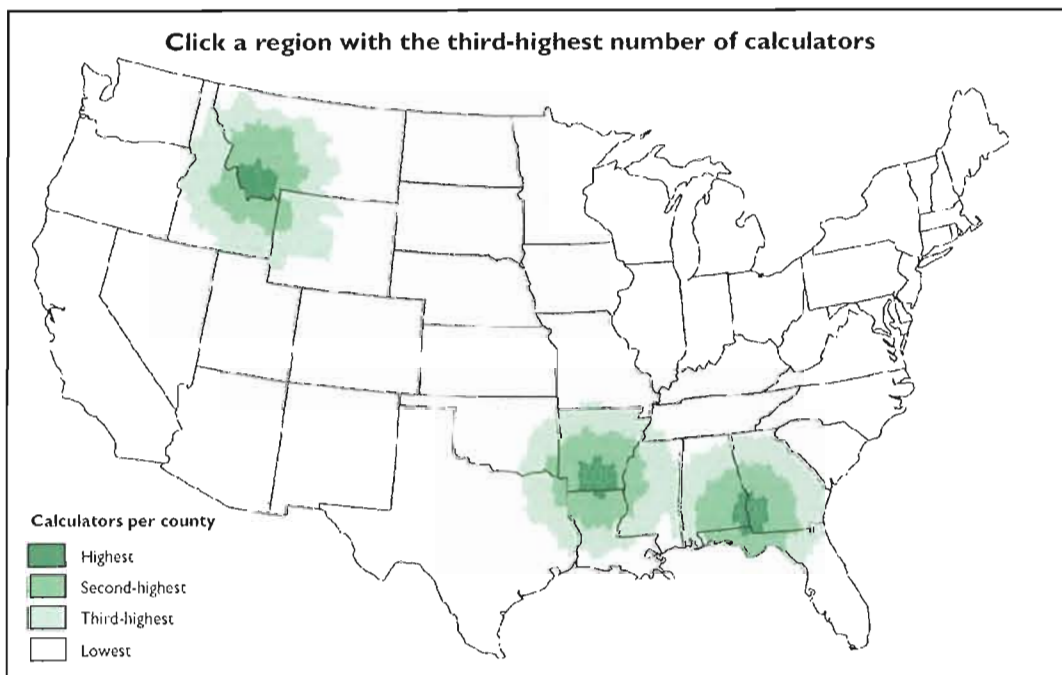 Click a region with the third-highest number of calculators
Calculators per county
Highest
Second-highest
Third-highest
Lowest